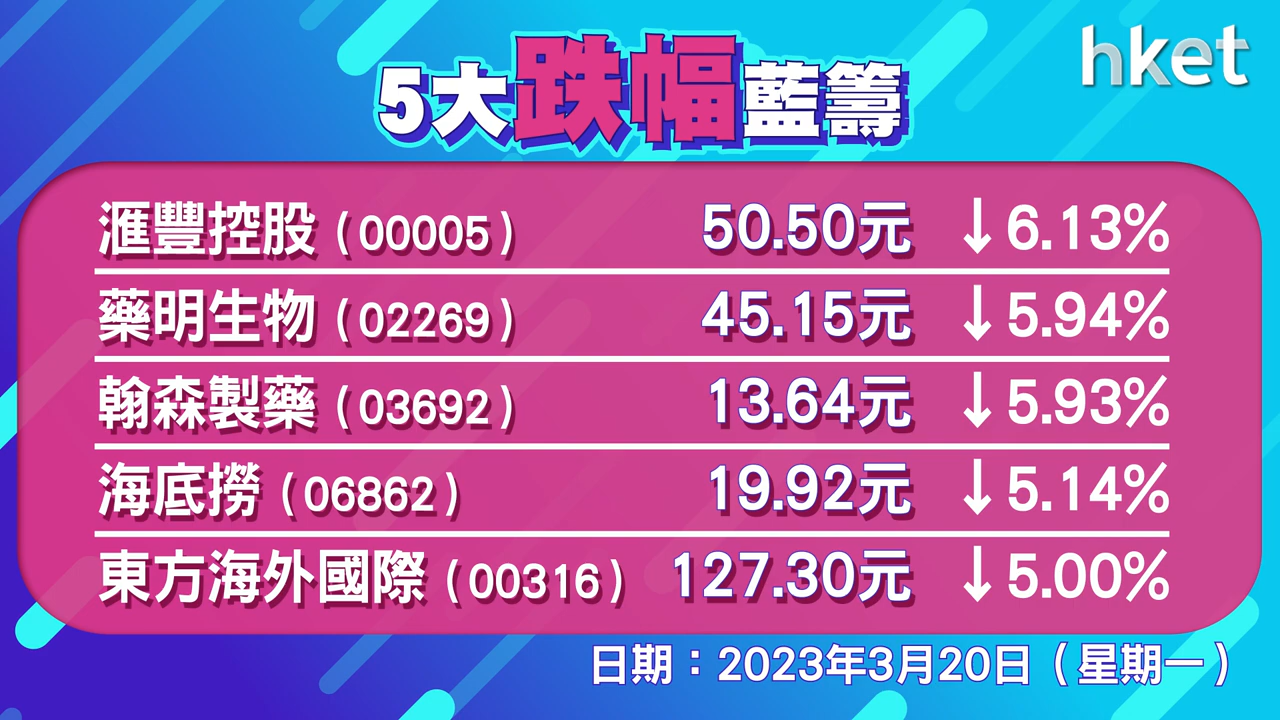 hket
5大跌幅藍籌
滙豐控股（00005） 50.50元 ↓6.13%
藥明生物（02269） 45.15元 ↓5.94%
翰森製藥（03692） 13.64元 ↓5.93%
海底撈（06862） 19.92元 ↓5.14%
東方海外國際（00316） 127.30元 ↓5.00%
日期：2023年3月20日（星期一）